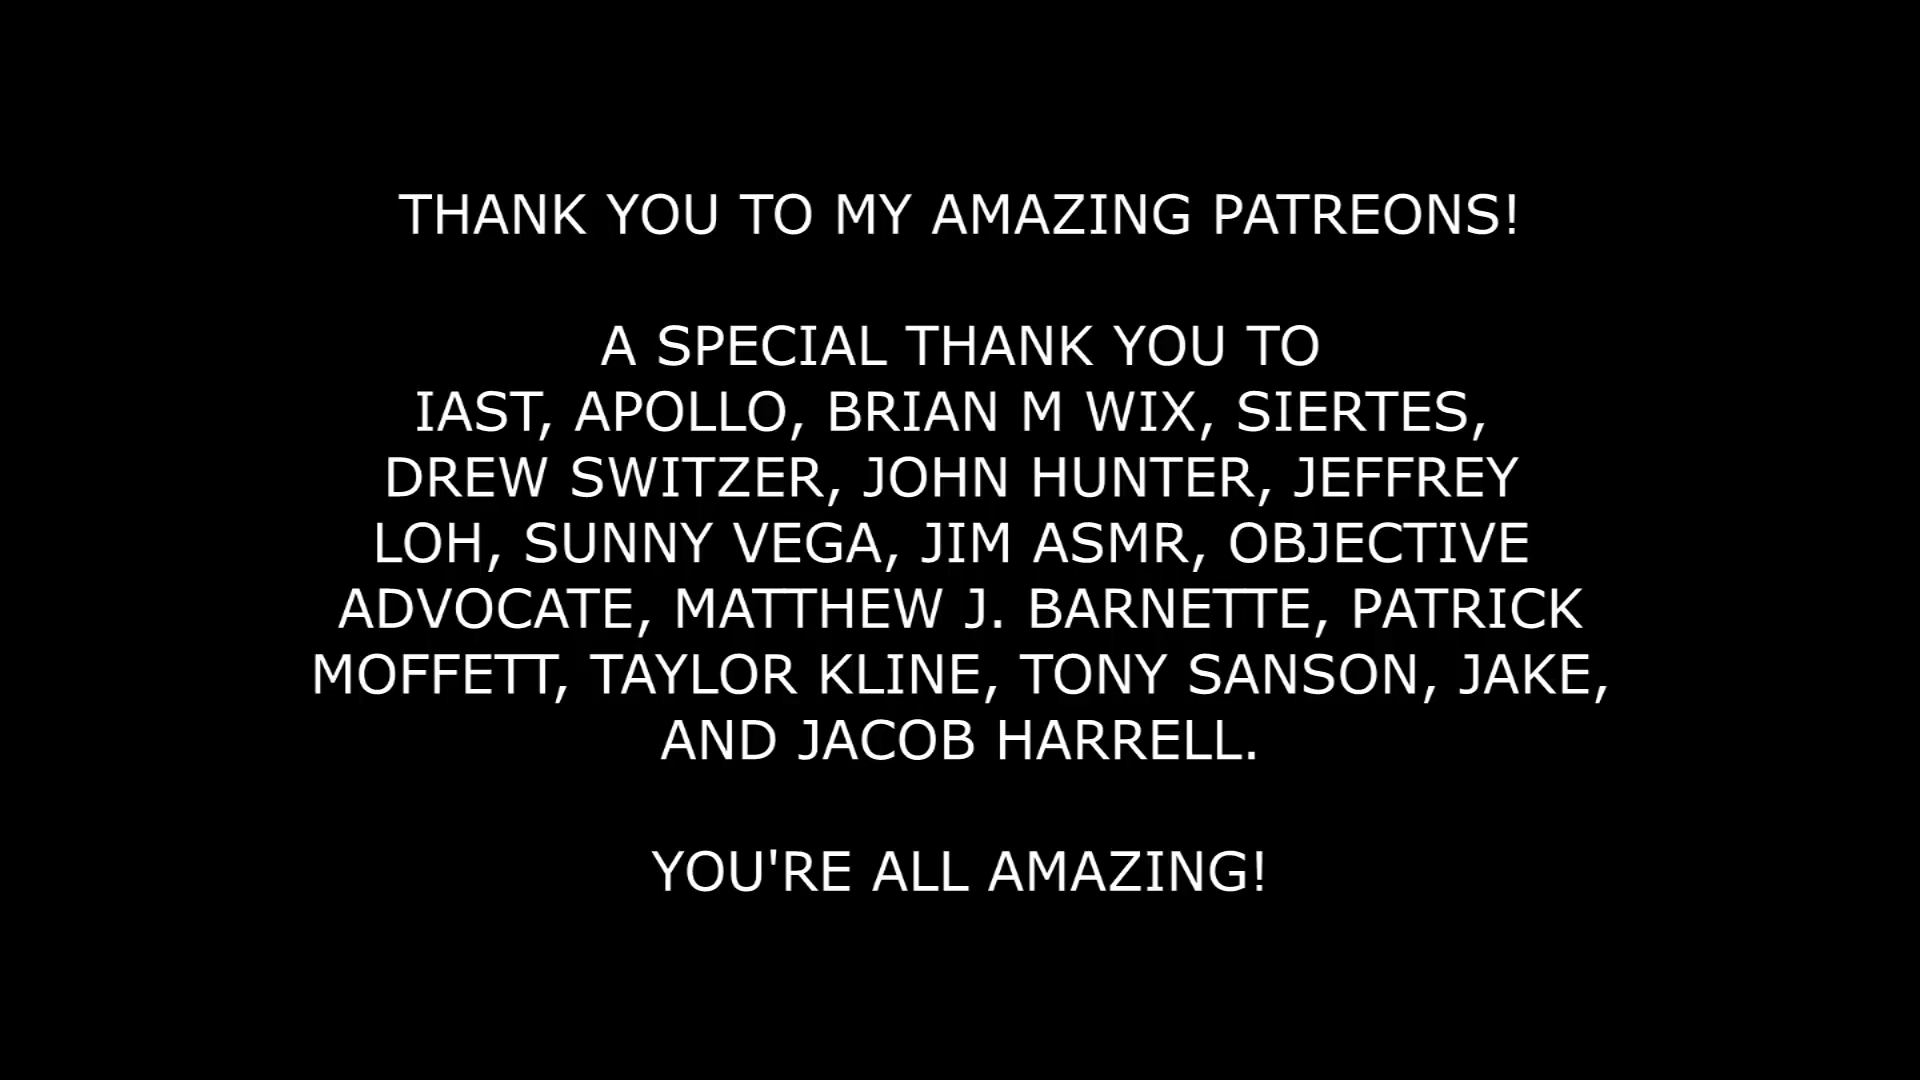 THANK YOU TO MY AMAZING PATREONS!
A SPECIAL THANK YOU TO
IAST, APOLLO, BRIAN M WIX, SIERTES,
DREW SWITZER, JOHN HUNTER, JEFFREY
LOH, SUNNY VEGA, JIM ASMR, OBJECTIVE
ADVOCATE, MATTHEW J. BARNETTE, PATRICK
MOFFETT, TAYLOR KLINE, TONY SANSON, JAKE,
AND JACOB HARRELL.
YOU'RE ALL AMAZING!